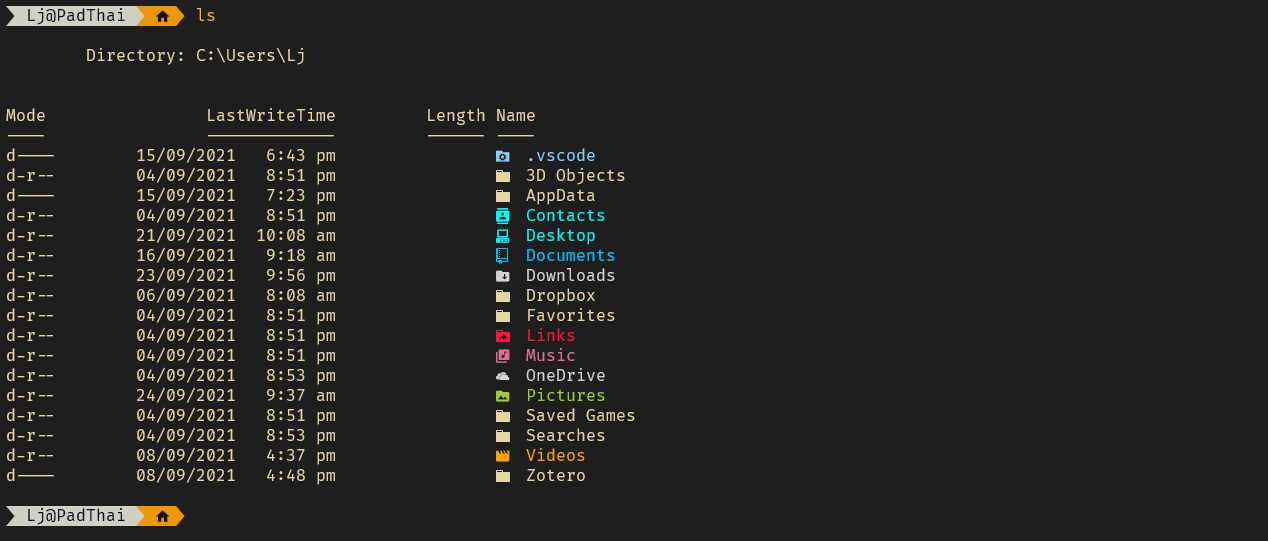 Lj@PadThai ls
Directory: C:\Users\Lj
Mode LastWriteTime Length Name
---- ------------- ------ ----
d---- 15/09/2021 6:43 pm .vscode
d-r-- 04/09/2021 8:51 pm 3D Objects
d---- 15/09/2021 7:23 pm AppData
d-r-- 04/09/2021 8:51 pm Contacts
d-r-- 21/09/2021 10:08 am Desktop
d-r-- 16/09/2021 9:18 am Documents
d-r-- 23/09/2021 9:56 pm Downloads
d-r-- 06/09/2021 8:08 am Dropbox
d-r-- 04/09/2021 8:51 pm Favorites
d-r-- 04/09/2021 8:51 pm Links
d-r-- 04/09/2021 8:51 pm Music
d-r-- 04/09/2021 8:53 pm OneDrive
d-r-- 24/09/2021 9:37 am Pictures
d-r-- 04/09/2021 8:51 pm Saved Games
d-r-- 04/09/2021 8:53 pm Searches
d-r-- 08/09/2021 4:37 pm Videos
d---- 08/09/2021 4:48 pm Zotero
Lj@PadThai